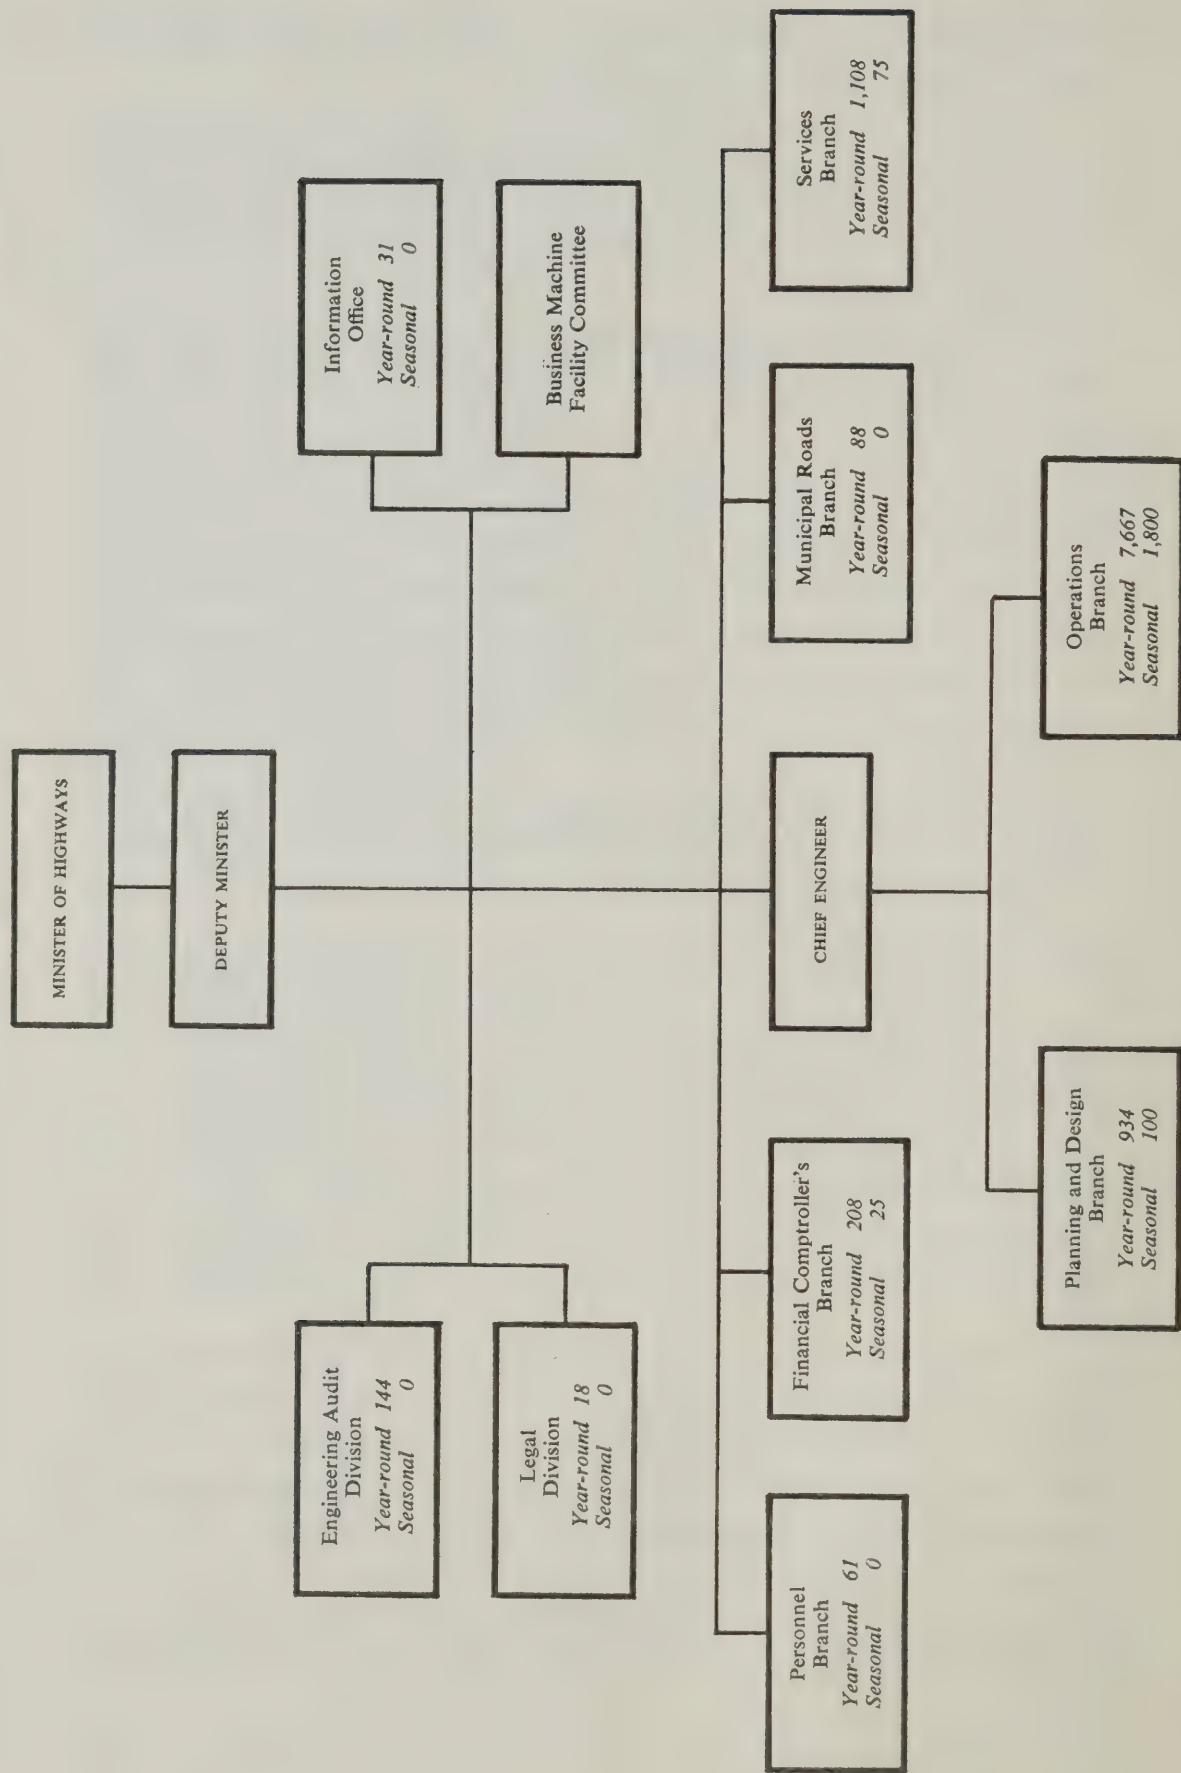 MINISTER OF HIGHWAYS
DEPUTY MINISTER
Engineering Audit
Division
Year-round 144
Seasonal 0
Legal
Division
Year-round 18
Seasonal 0
Information
Office
Year-round 31
Seasonal 0
Business Machine
Facility Committee
Personnel
Branch
Year-round 61
Seasonal 0
Financial Comptroller's
Branch
Year-round 208
Seasonal 25
CHIEF ENGINEER
Municipal Roads
Branch
Year-round 88
Seasonal 0
Services
Branch
Year-round 1,108
Seasonal 75
Planning and Design
Branch
Year-round 934
Seasonal 100
Operations
Branch
Year-round 7,667
Seasonal 1,800